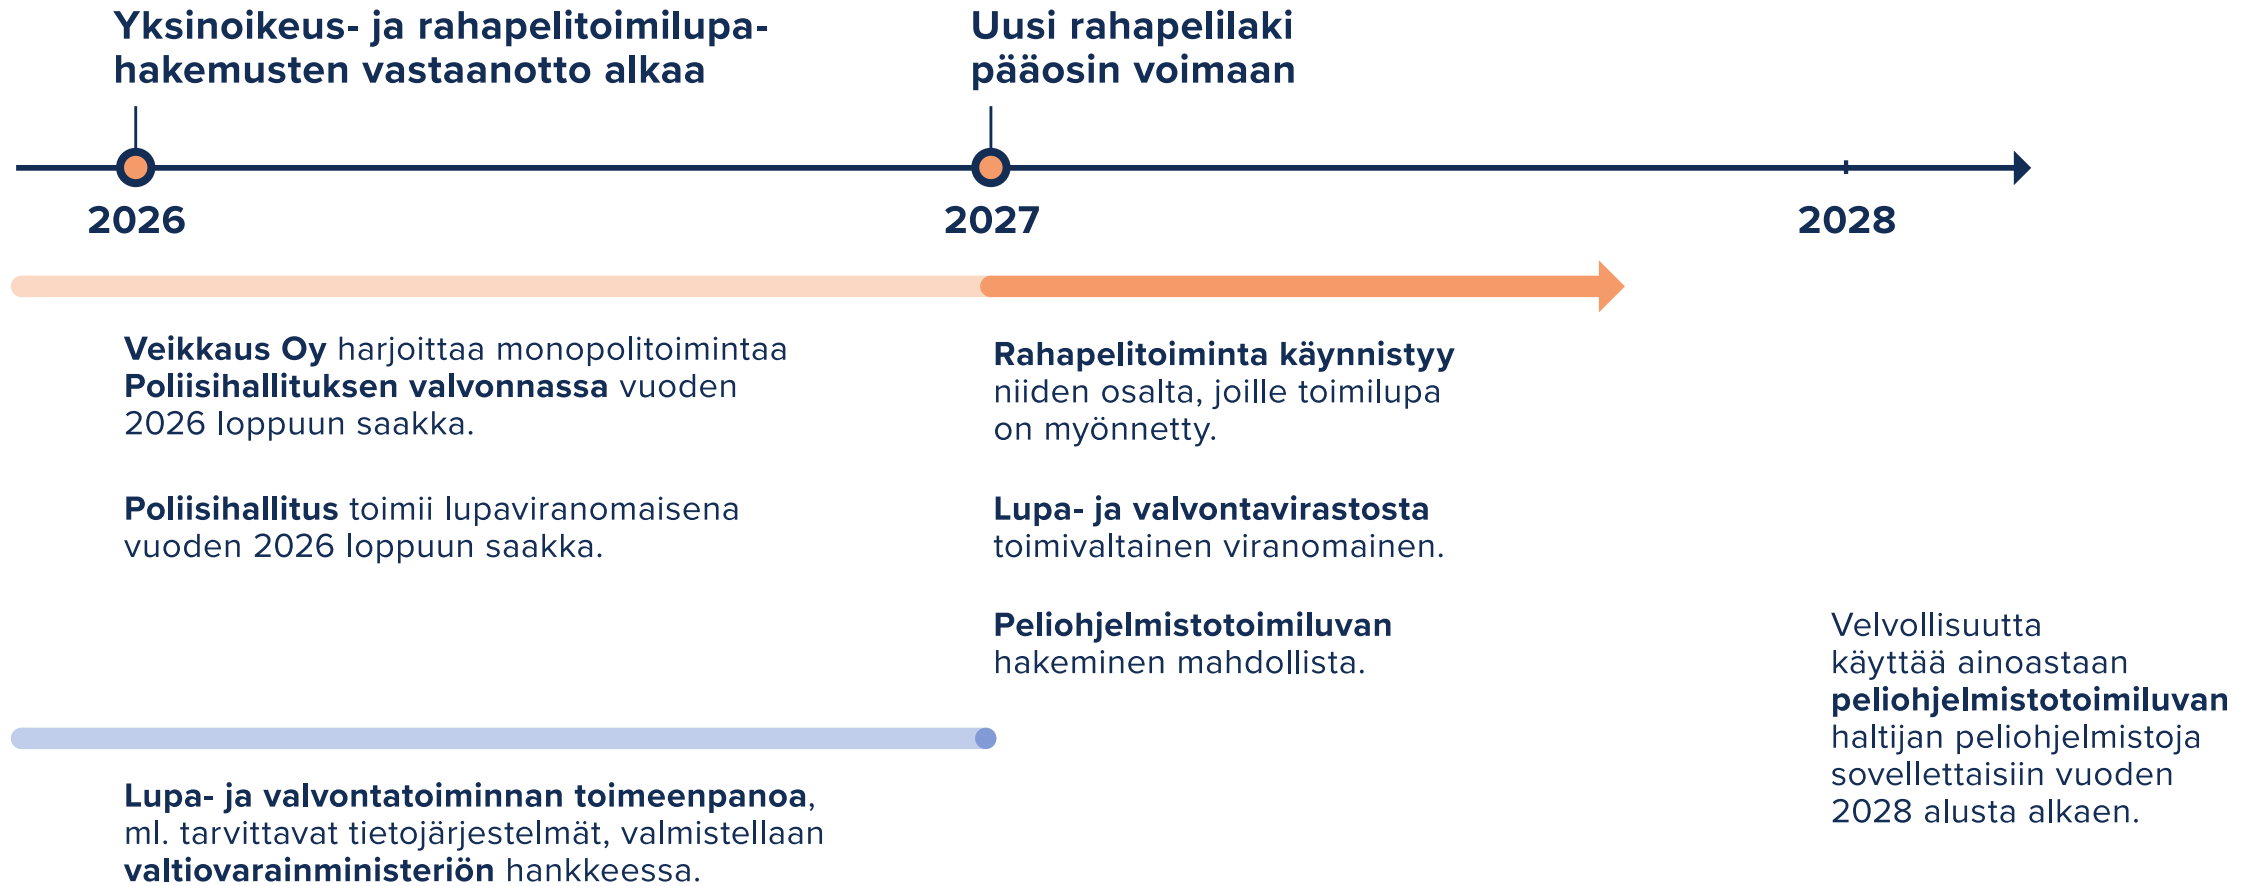 Yksinoikeus- ja rahapelitoimilupa-
hakemusten vastaanotto alkaa
Uusi rahapelilaki
pääosin voimaan
2026
2027
2028
Veikkaus Oy harjoittaa monopolitoimintaa
Poliisihallituksen valvonnassa vuoden
2026 loppuun saakka.
Poliisihallitus toimii lupaviranomaisena
vuoden 2026 loppuun saakka.
Rahapelitoiminta käynnistyy
niiden osalta, joille toimilupa
on myönnetty.
Lupa- ja valvontavirastosta
toimivaltainen viranomainen.
Peliohjelmistotoimiluvan
hakeminen mahdollista.
Velvollisuutta
käyttää ainoastaan
peliohjelmistotoimiluvan
haltijan peliohjelmistoja
sovellettaisiin vuoden
2028 alusta alkaen.
Lupa- ja valvontatoiminnan toimeenpanoa,
ml. tarvittavat tietojärjestelmät, valmistellaan
valtiovarainministeriön hankkeessa.